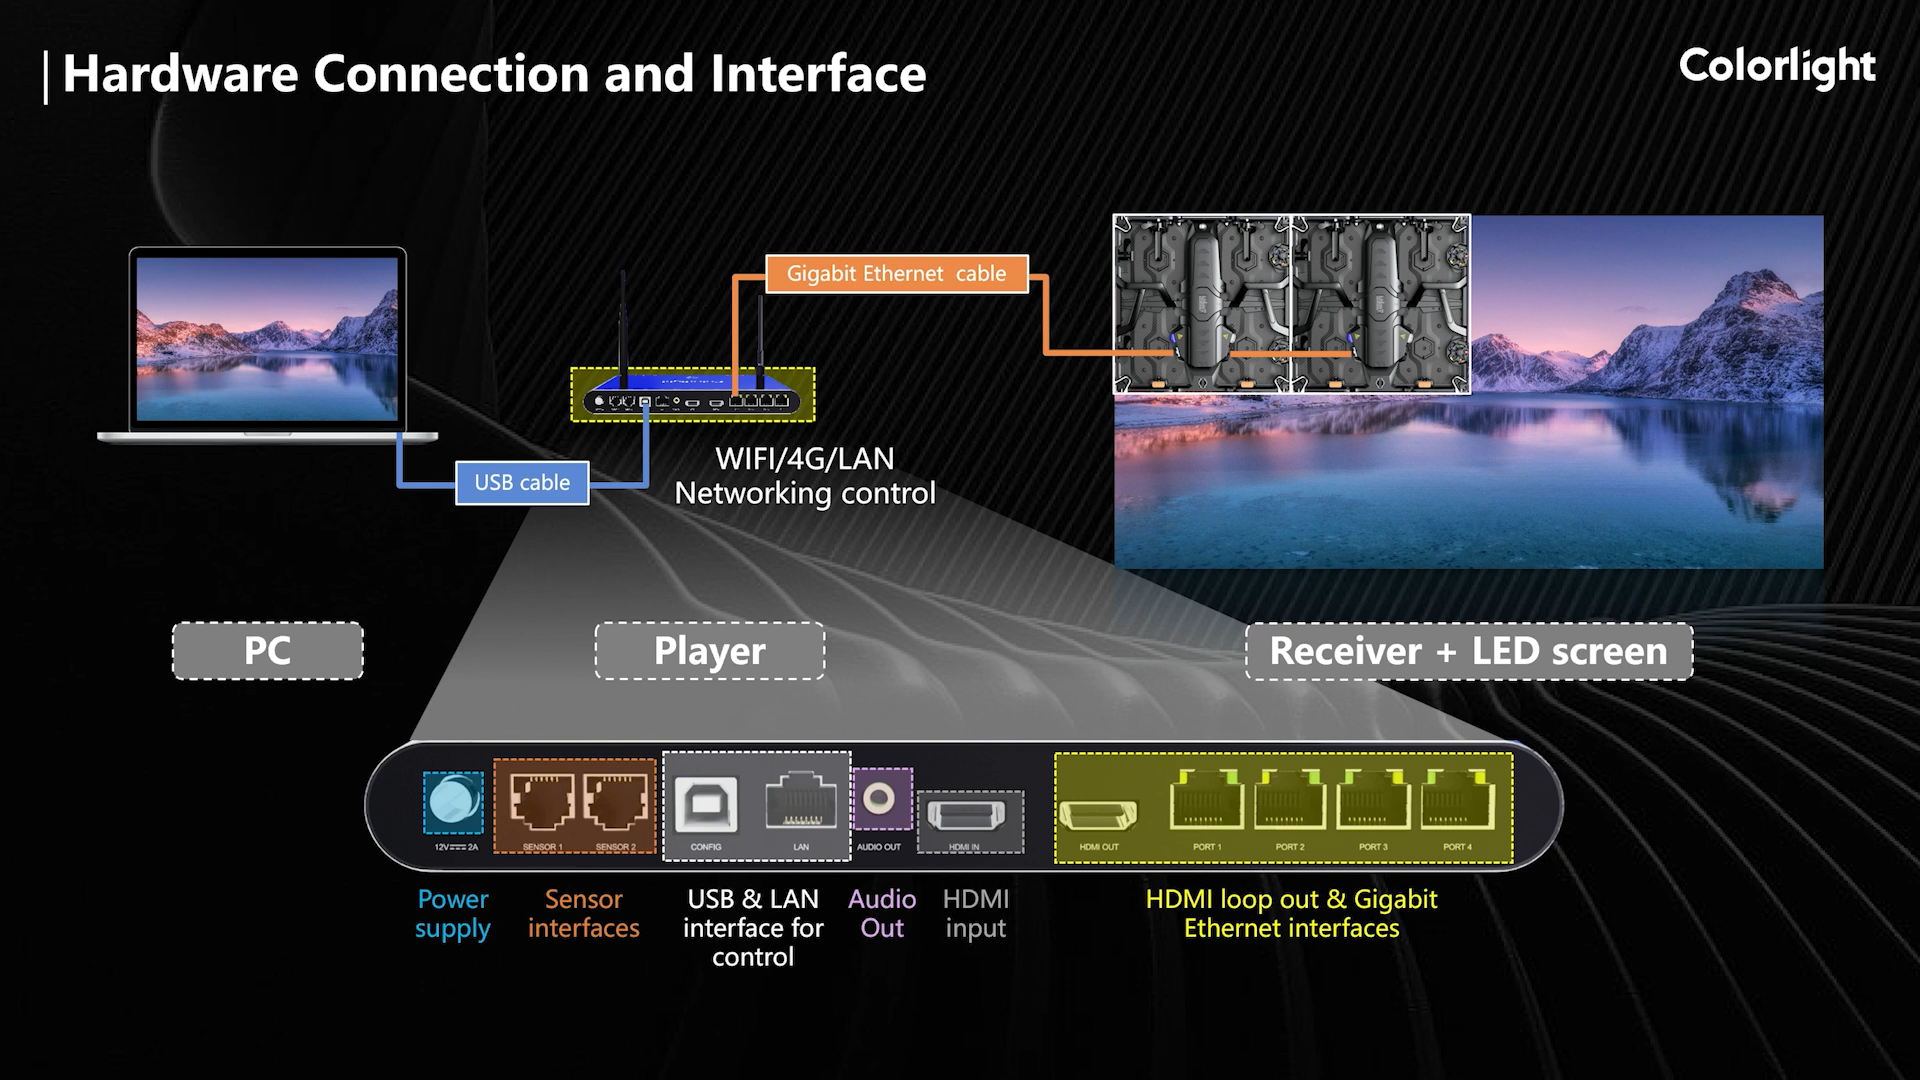 Hardware Connection and Interface
Colorlight
Gigabit Ethernet cable
USB cable
WIFI/4G/LAN
Networking control
PC
Player
Receiver + LED screen
12V 2A
SENSOR 1
SENSOR 2
CONFIG
LAN
AUDIO OUT
HDMI IN
HDMI OUT
PORT 1
PORT 2
PORT 3
PORT 4
Power
supply
Sensor
interfaces
USB & LAN
interface for
control
Audio
Out
HDMI
input
HDMI loop out & Gigabit
Ethernet interfaces